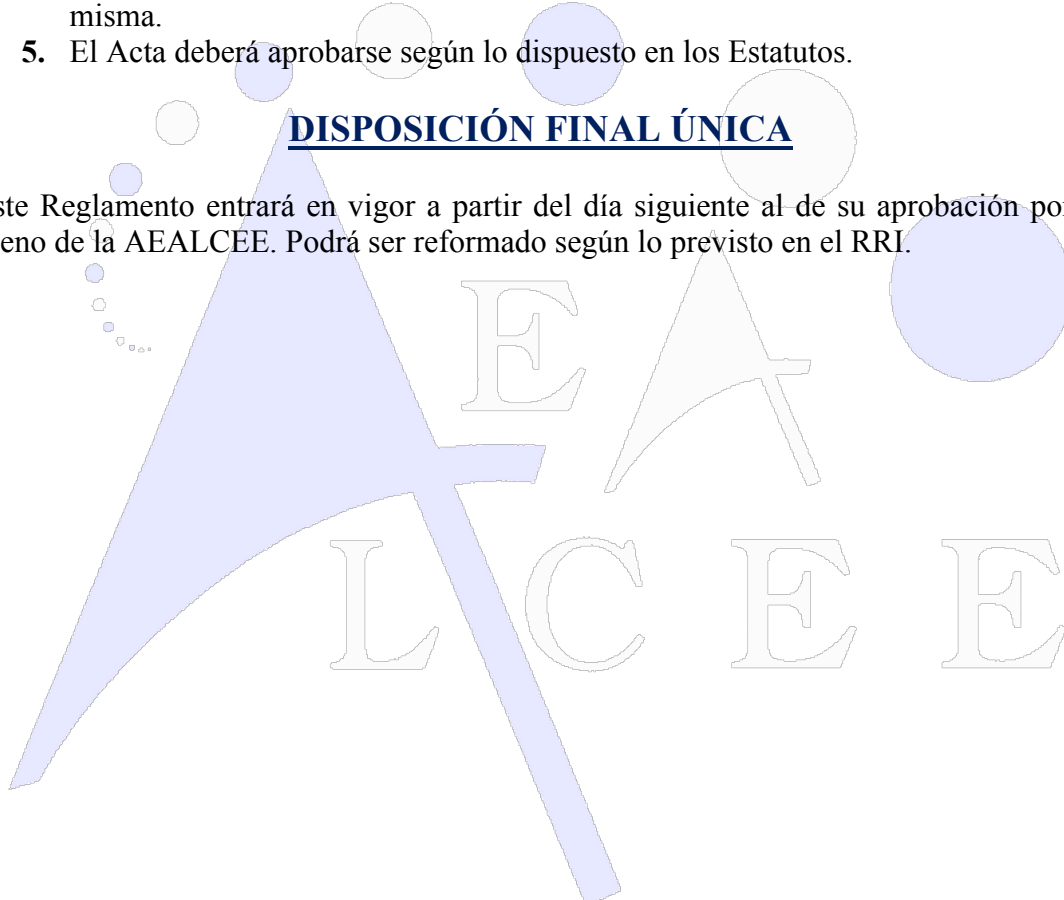 misma.
5. El Acta deberá aprobarse según lo dispuesto en los Estatutos.
DISPOSICIÓN FINAL ÚNICA
ste Reglamento entrará en vigor a partir del día siguiente al de su aprobación po
eno de la AEALCEE. Podrá ser reformado según lo previsto en el RRI.
E A
L C E E